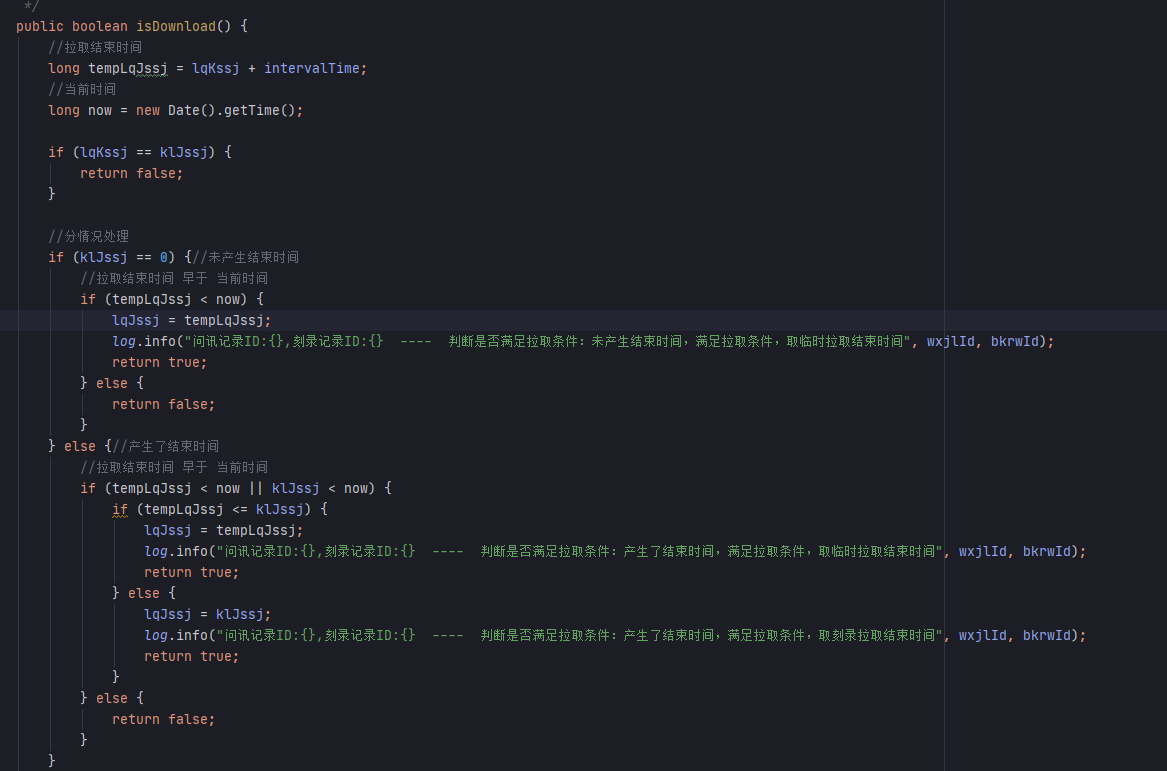 */
public boolean isDownload() {
//拉取结束时间
long tempLqJssj = lqKssj + intervalTime;
//当前时间
long now = new Date().getTime();
if (lqKssj == klJssj) {
return false;
}
//分情况处理
if (klJssj == 0) {//未产生结束时间
//拉取结束时间 早于 当前时间
if (tempLqJssj < now) {
lqJssj = tempLqJssj;
log.info("问讯记录ID:{},刻录记录ID:{}  ----  判断是否满足拉取条件：未产生结束时间，满足拉取条件，取临时拉取结束时间", wxjlId, bkrwId);
return true;
} else {
return false;
}
} else {//产生了结束时间
//拉取结束时间 早于 当前时间
if (tempLqJssj < now || klJssj < now) {
if (tempLqJssj <= klJssj) {
lqJssj = tempLqJssj;
log.info("问讯记录ID:{},刻录记录ID:{}  ----  判断是否满足拉取条件：产生了结束时间，满足拉取条件，取临时拉取结束时间", wxjlId, bkrwId);
return true;
} else {
lqJssj = klJssj;
log.info("问讯记录ID:{},刻录记录ID:{}  ----  判断是否满足拉取条件：产生了结束时间，满足拉取条件，取刻录拉取结束时间", wxjlId, bkrwId);
return true;
}
} else {
return false;
}
}